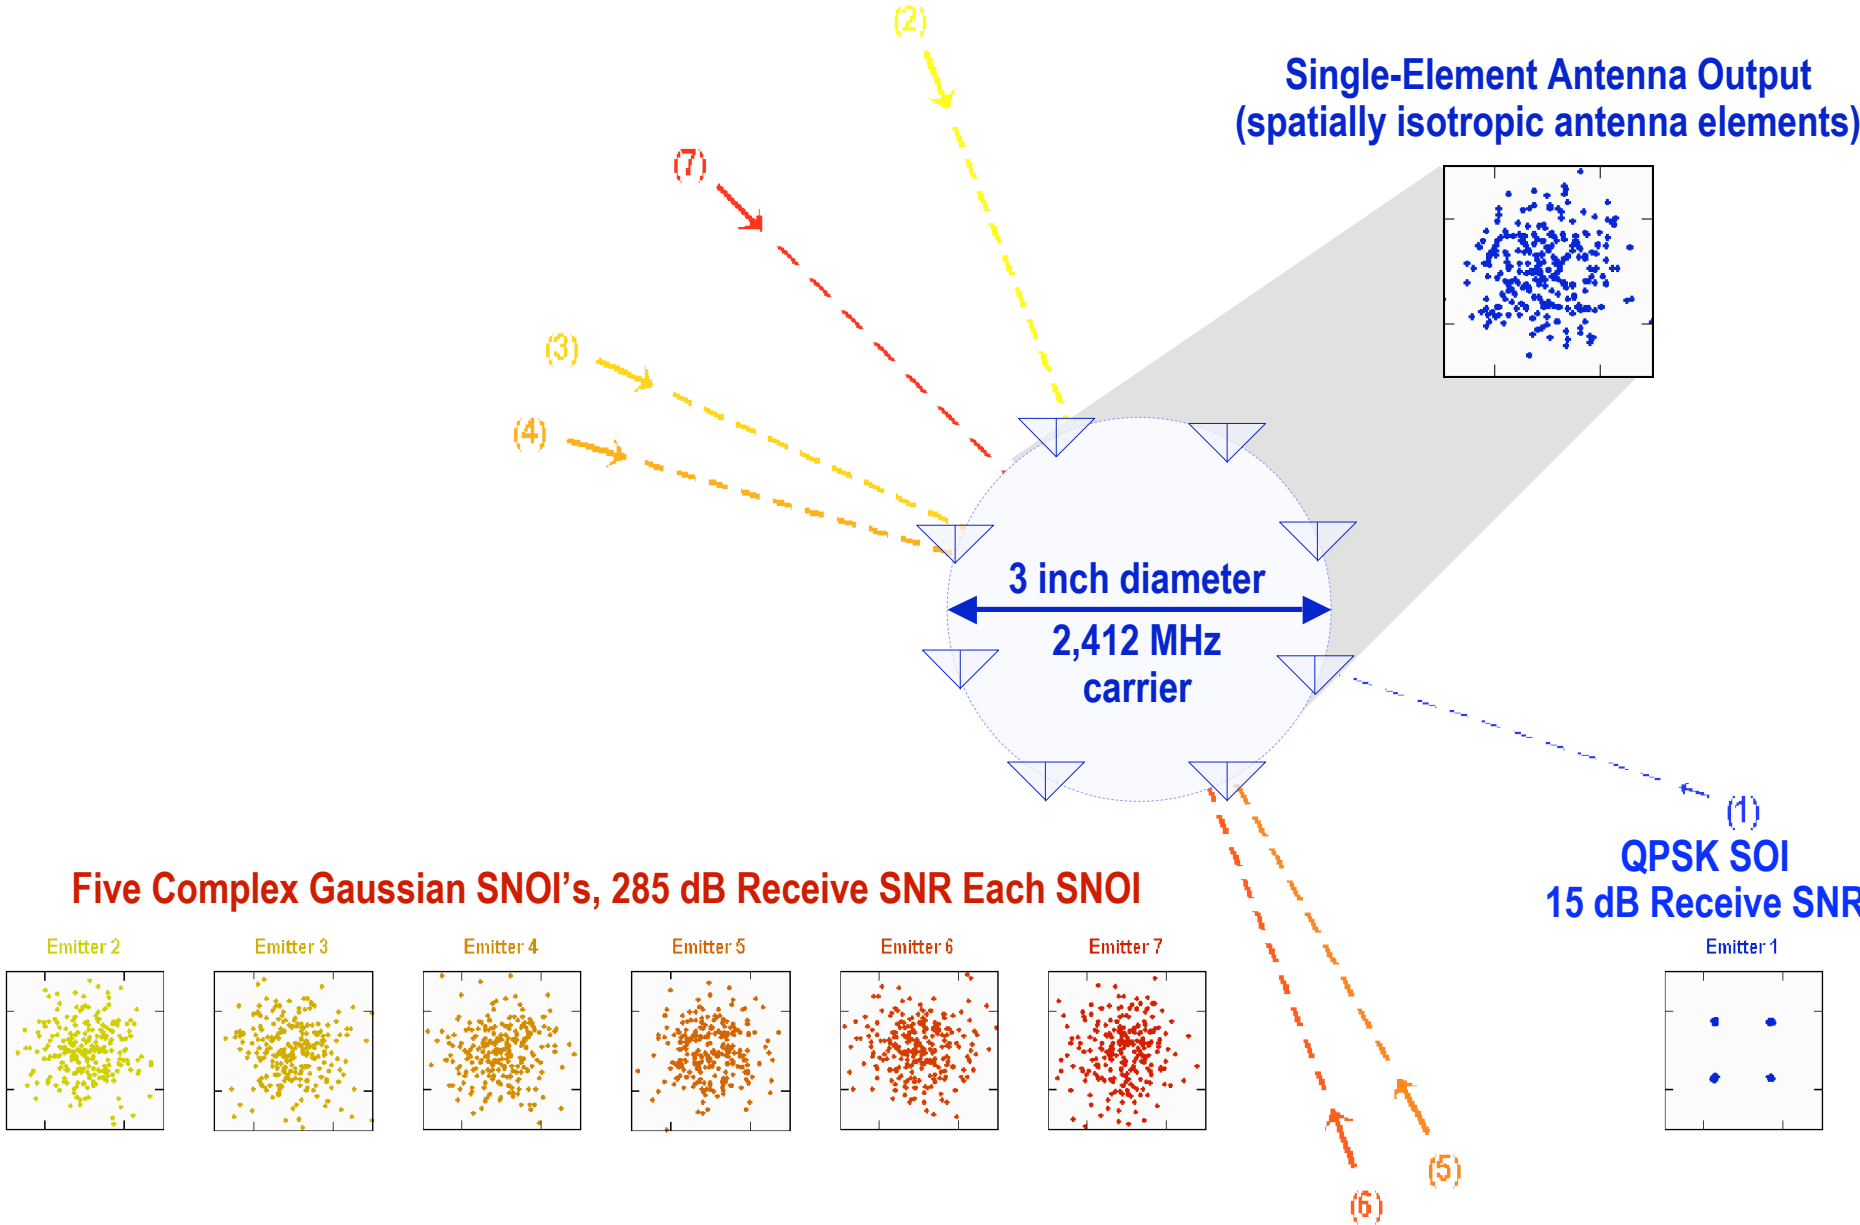 (2)
Single-Element Antenna Output
(spatially isotropic antenna elements)
(7)
(3)
(4)
3 inch diameter
2,412 MHz
carrier
(1)
QPSK SOI
15 dB Receive SNR
Five Complex Gaussian SNOI's, 285 dB Receive SNR Each SNOI
Emitter 2
Emitter 3
Emitter 4
Emitter 5
Emitter 6
Emitter 7
Emitter 1
(5)
(6)